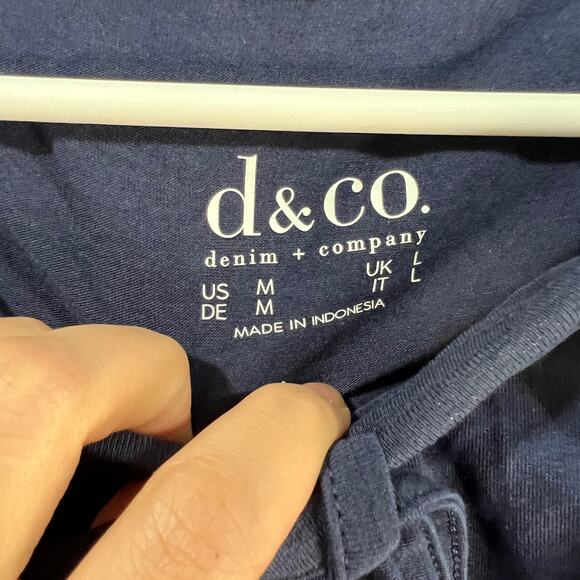 d&co.
denim + company
US M UK L
DE M IT L
MADE IN INDONESIA